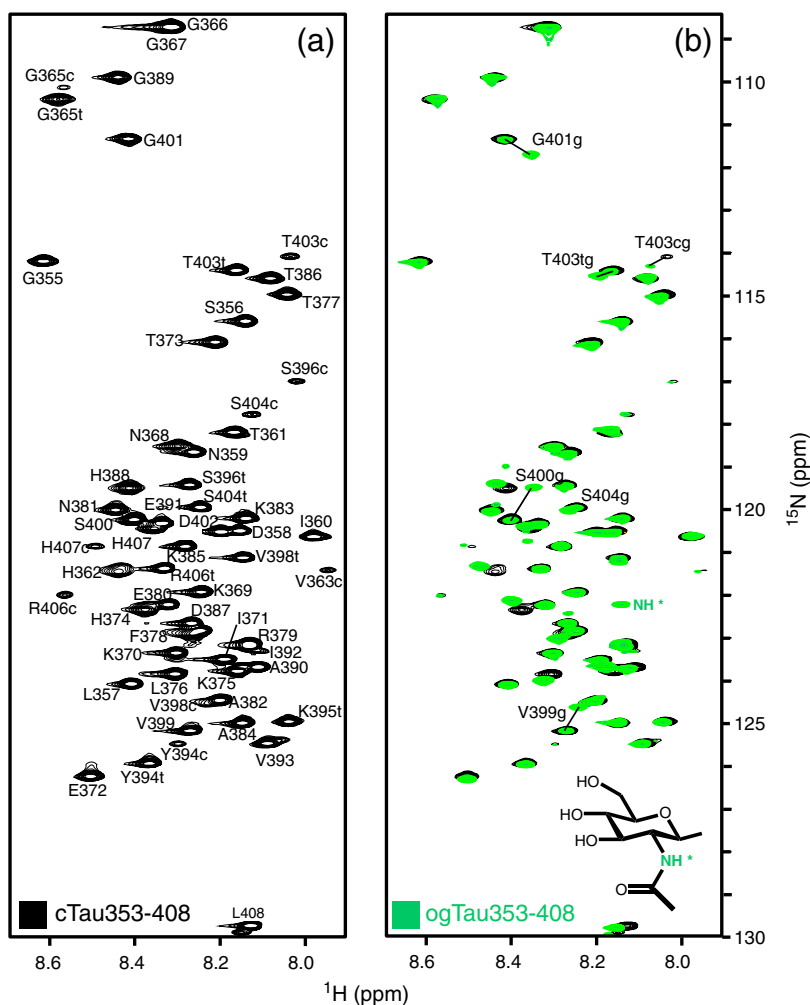 (a)
G366
G367
G365c
G389
G365t
G401
T403c
T403t
G355
T386
S356
T377
T373
S396c
S404c
N368
T361
N359
H388
S396t
N381
E391
S404t
K383
S400
D402
D358
I360
H407c
H407
K385
V398t
H362
R406t
V363c
R406c
E380
K369
H374
D387
I371
F378
R379
K370
I392
A390
L357
L376
K375
V398c
A382
V399
A384
K395t
Y394c
V393
E372
Y394t
cTau353-408
L408
8.6
8.4
8.2
8.0
¹H (ppm)
(b)
G401g
T403cg
T403tg
S400g
S404g
NH *
V399g
HO
HO
O
HO
NH *
O
ogTau353-408
8.6
8.4
8.2
8.0
110
115
120
125
130
¹⁵N (ppm)